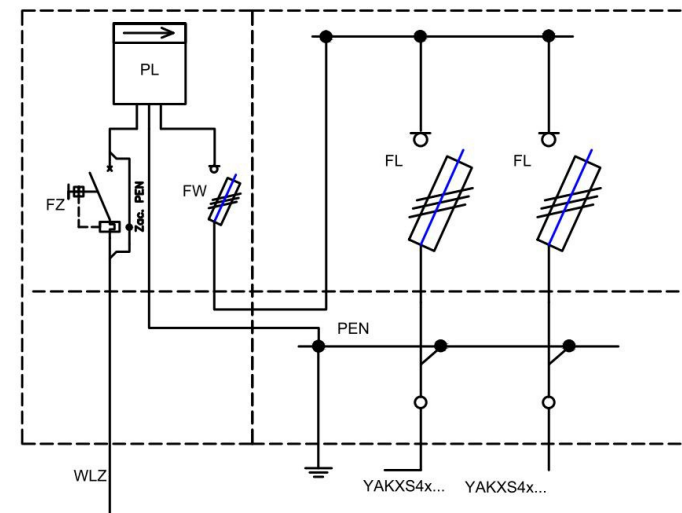 PL
FZ
Zac. PEN
FW
FL
FL
PEN
WLZ
YAKXS4x...
YAKXS4x...